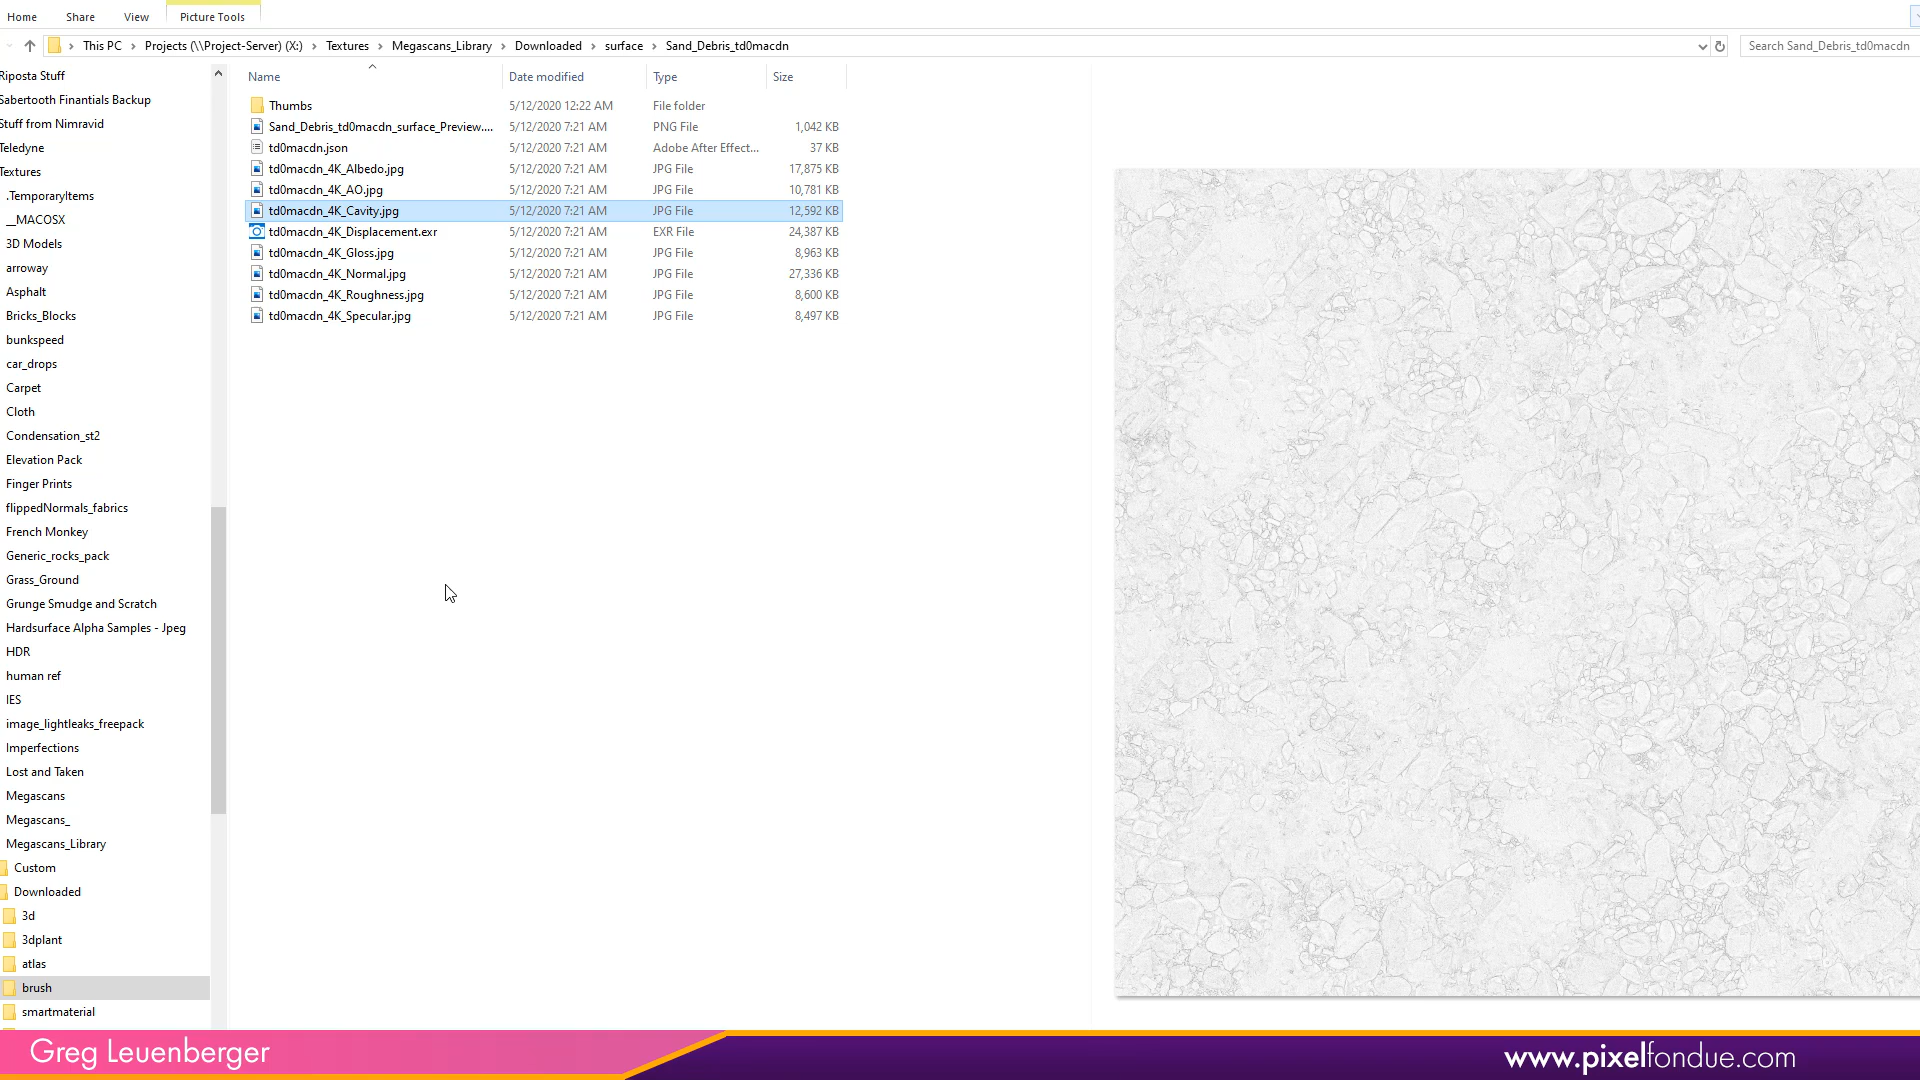 Home Share View Picture Tools
This PC Projects (\\Project-Server) (X:) Textures Megascans_Library Downloaded surface Sand_Debris_td0macdn Search Sand_Debris_td0macdn
Name Date modified Type Size
Thumbs 5/12/2020 12:22 AM File folder
Sand_Debris_td0macdn_surface_Preview.... 5/12/2020 7:21 AM PNG File 1,042 KB
td0macdn.json 5/12/2020 7:21 AM Adobe After Effect... 37 KB
td0macdn_4K_Albedo.jpg 5/12/2020 7:21 AM JPG File 17,875 KB
td0macdn_4K_AO.jpg 5/12/2020 7:21 AM JPG File 10,781 KB
td0macdn_4K_Cavity.jpg 5/12/2020 7:21 AM JPG File 12,592 KB
td0macdn_4K_Displacement.exr 5/12/2020 7:21 AM EXR File 24,387 KB
td0macdn_4K_Gloss.jpg 5/12/2020 7:21 AM JPG File 8,963 KB
td0macdn_4K_Normal.jpg 5/12/2020 7:21 AM JPG File 27,336 KB
td0macdn_4K_Roughness.jpg 5/12/2020 7:21 AM JPG File 8,600 KB
td0macdn_4K_Specular.jpg 5/12/2020 7:21 AM JPG File 8,497 KB
Riposta Stuff
Sabertooth Finantials Backup
Stuff from Nimravid
Teledyne
Textures
.TemporaryItems
__MACOSX
3D Models
arroway
Asphalt
Bricks_Blocks
bunkspeed
car_drops
Carpet
Cloth
Condensation_st2
Elevation Pack
Finger Prints
flippedNormals_fabrics
French Monkey
Generic_rocks_pack
Grass_Ground
Grunge Smudge and Scratch
Hardsurface Alpha Samples - Jpeg
HDR
human ref
IES
image_lightleaks_freepack
Imperfections
Lost and Taken
Megascans
Megascans_
Megascans_Library
Custom
Downloaded
3d
3dplant
atlas
brush
smartmaterial
Greg Leuenberger
www.pixelfondue.com